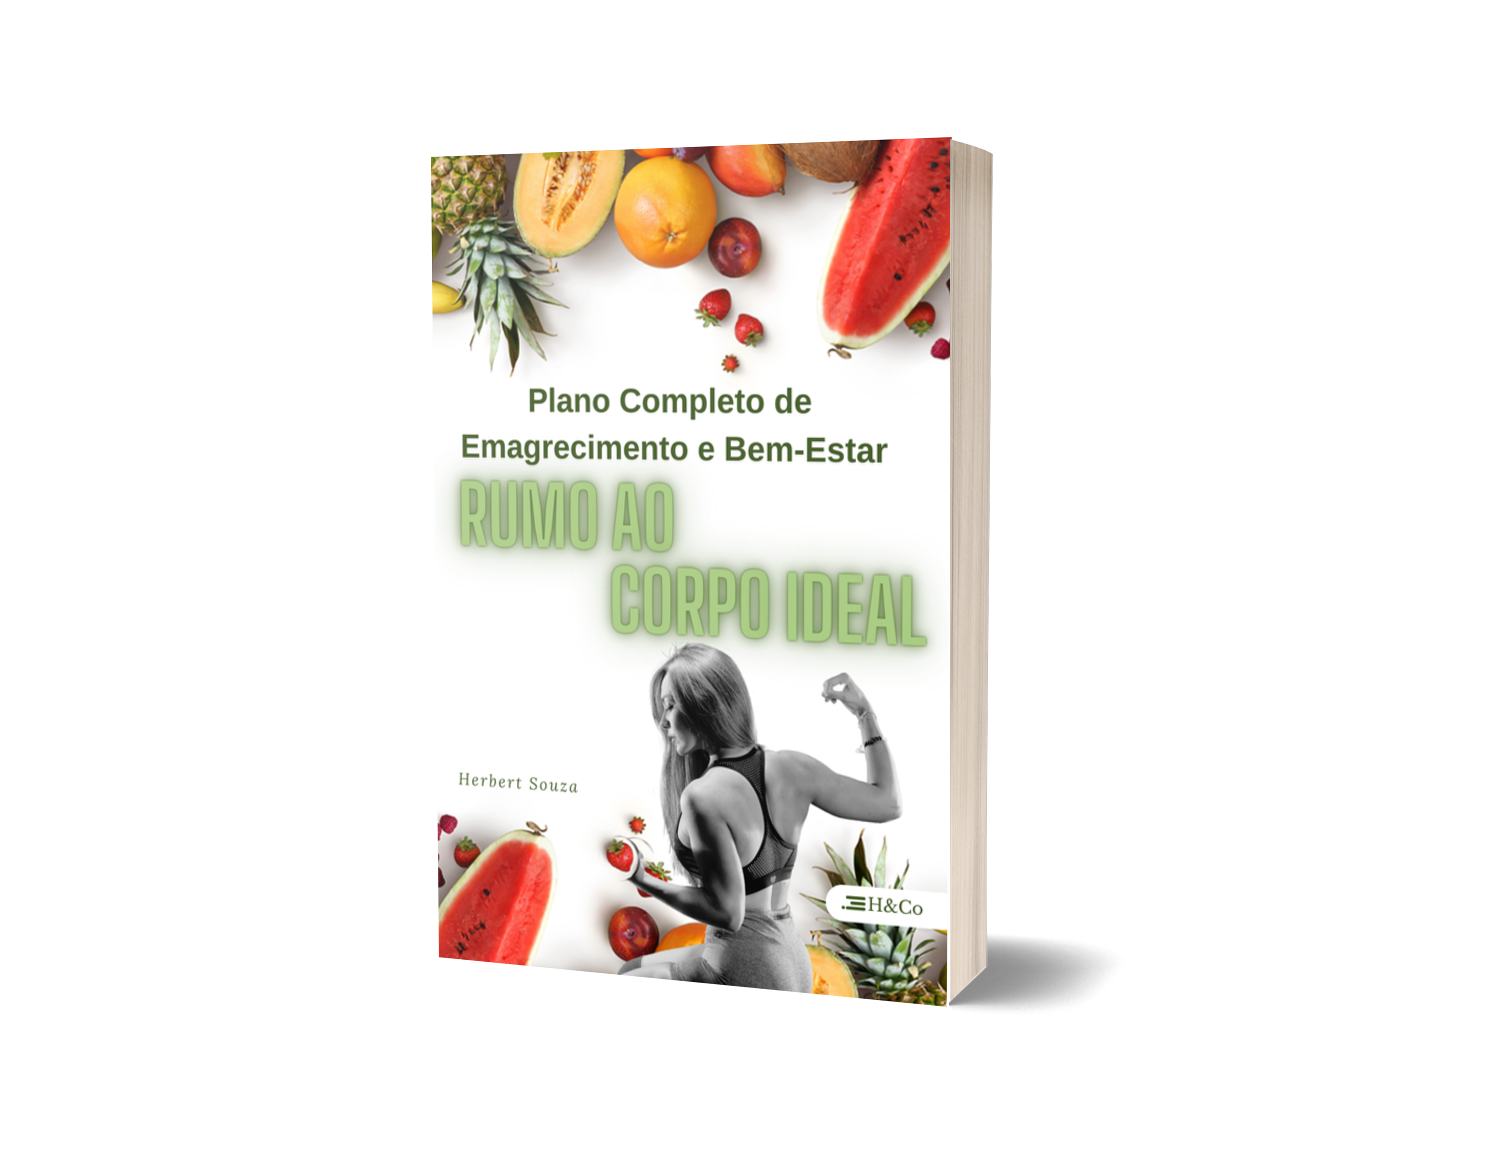 Plano Completo de
Emagrecimento e Bem-Estar
RUMO AO
CORPO IDEAL
Herbert Souza
H&Co